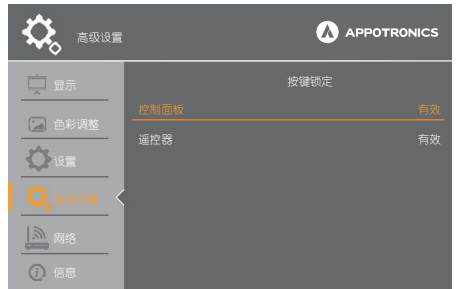 高级设置
APPOTRONICS
显示
色彩调整
设置
网络
信息
按键锁定
控制面板 有效
遥控器 有效